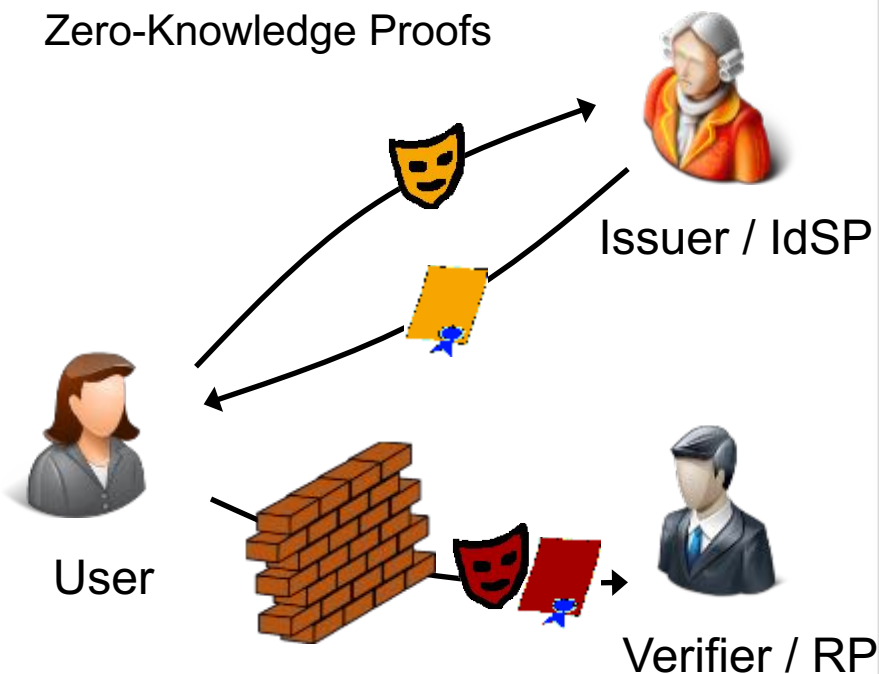 Zero-Knowledge Proofs
Issuer / IdSP
User
Verifier / RP